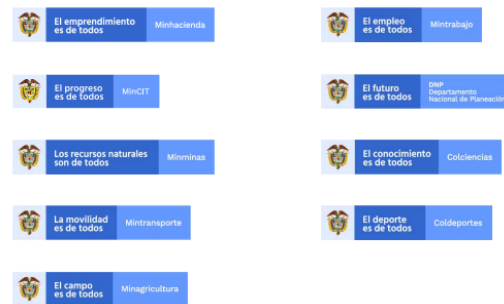 El emprendimiento
es de todos
Minhacienda
El empleo
es de todos
Mintrabajo
El progreso
es de todos
MinCIT
El futuro
es de todos
DNP
Departamento
Nacional de Planeación
Los recursos naturales
son de todos
Minminas
El conocimiento
es de todos
Colciencias
La movilidad
es de todos
Mintransporte
El deporte
es de todos
Coldeportes
El campo
es de todos
Minagricultura